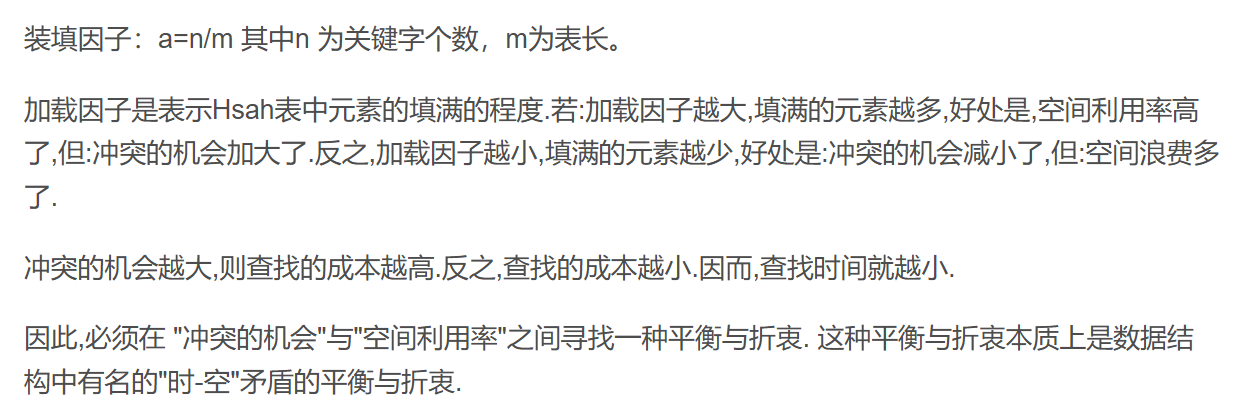 装填因子：a=n/m 其中n 为关键字个数，m为表长。
加载因子是表示Hsah表中元素的填满的程度.若:加载因子越大,填满的元素越多,好处是,空间利用率高
了,但:冲突的机会加大了.反之,加载因子越小,填满的元素越少,好处是:冲突的机会减小了,但:空间浪费多
了.
冲突的机会越大,则查找的成本越高.反之,查找的成本越小.因而,查找时间就越小.
因此,必须在 "冲突的机会"与"空间利用率"之间寻找一种平衡与折衷. 这种平衡与折衷本质上是数据结
构中有名的"时-空"矛盾的平衡与折衷.